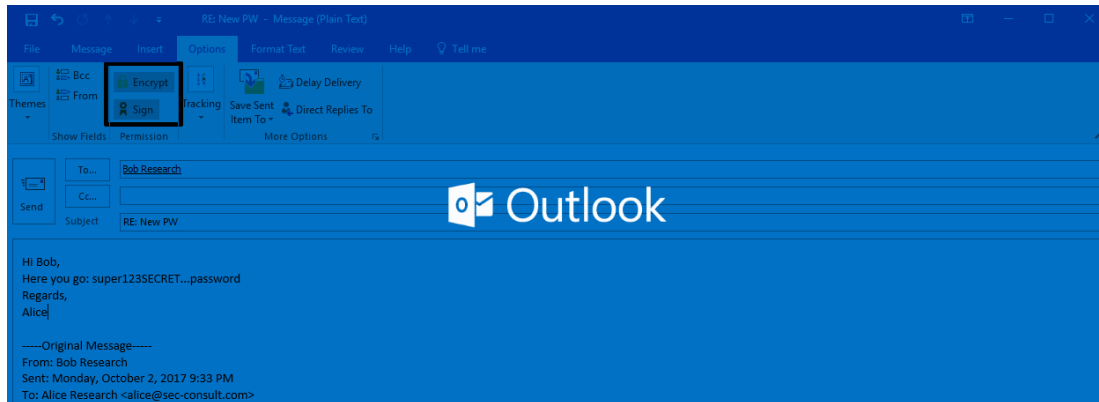 RE: New PW - Message (Plain Text)
File Message Insert Options Format Text Review Help Tell me
Themes
Bcc
From
Show Fields
Encrypt
Sign
Permission
Tracking
Save Sent
Item To
Delay Delivery
Direct Replies To
More Options
Send
To...
Bob Research
Cc...
Subject
RE: New PW
Outlook
Hi Bob,
Here you go: super123SECRET...password
Regards,
Alice
-----Original Message-----
From: Bob Research
Sent: Monday, October 2, 2017 9:33 PM
To: Alice Research <alice@sec-consult.com>